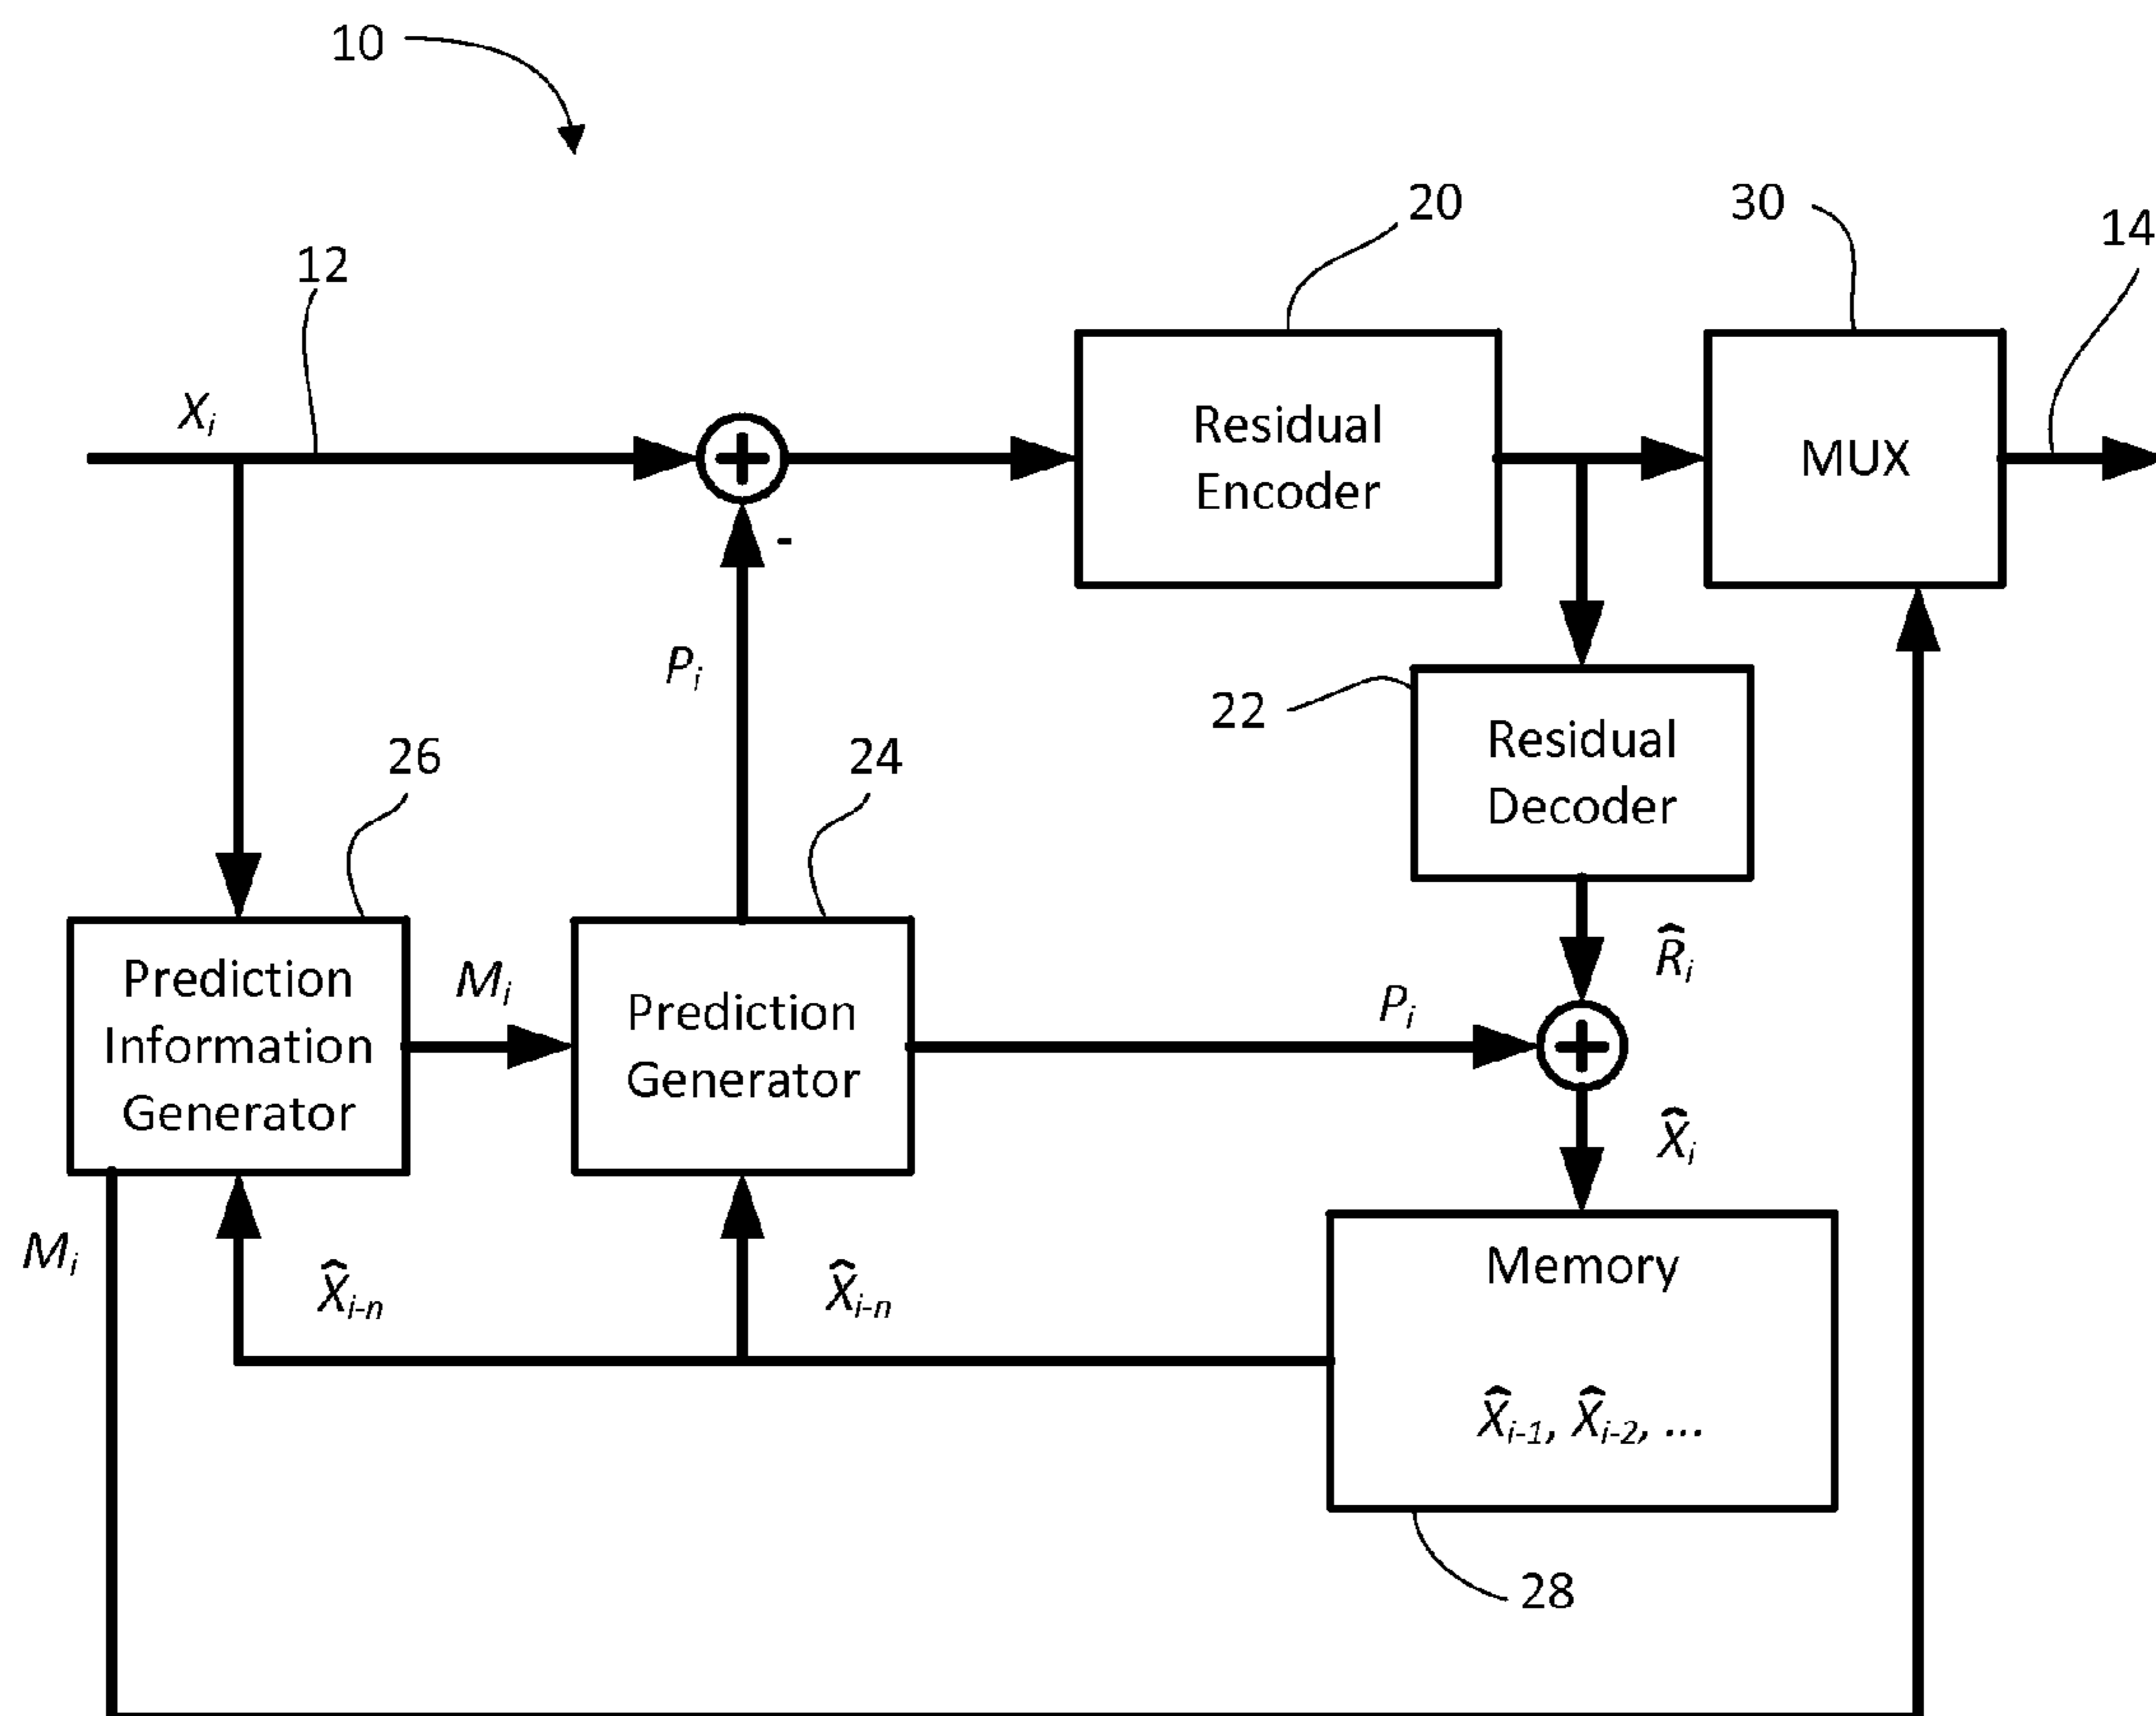 10
20
30
14
12
Xᵢ
Residual
Encoder
MUX
-
Pᵢ
22
Residual
Decoder
26
24
R̂ᵢ
Prediction
Information
Generator
Mᵢ
Prediction
Generator
Pᵢ
X̂ᵢ
Mᵢ
X̂i-n
X̂i-n
Memory
X̂i-1, X̂i-2, ...
28